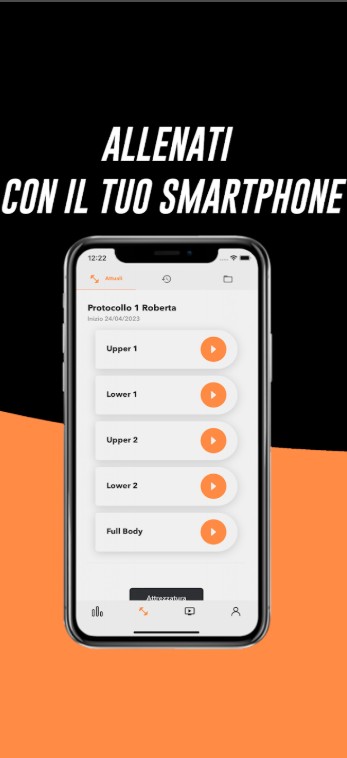 ALLENATI
CON IL TUO SMARTPHONE
12:22
Attuali
Protocollo 1 Roberta
Inizio 24/04/2023
Upper 1
Lower 1
Upper 2
Lower 2
Full Body
Attrezzatura